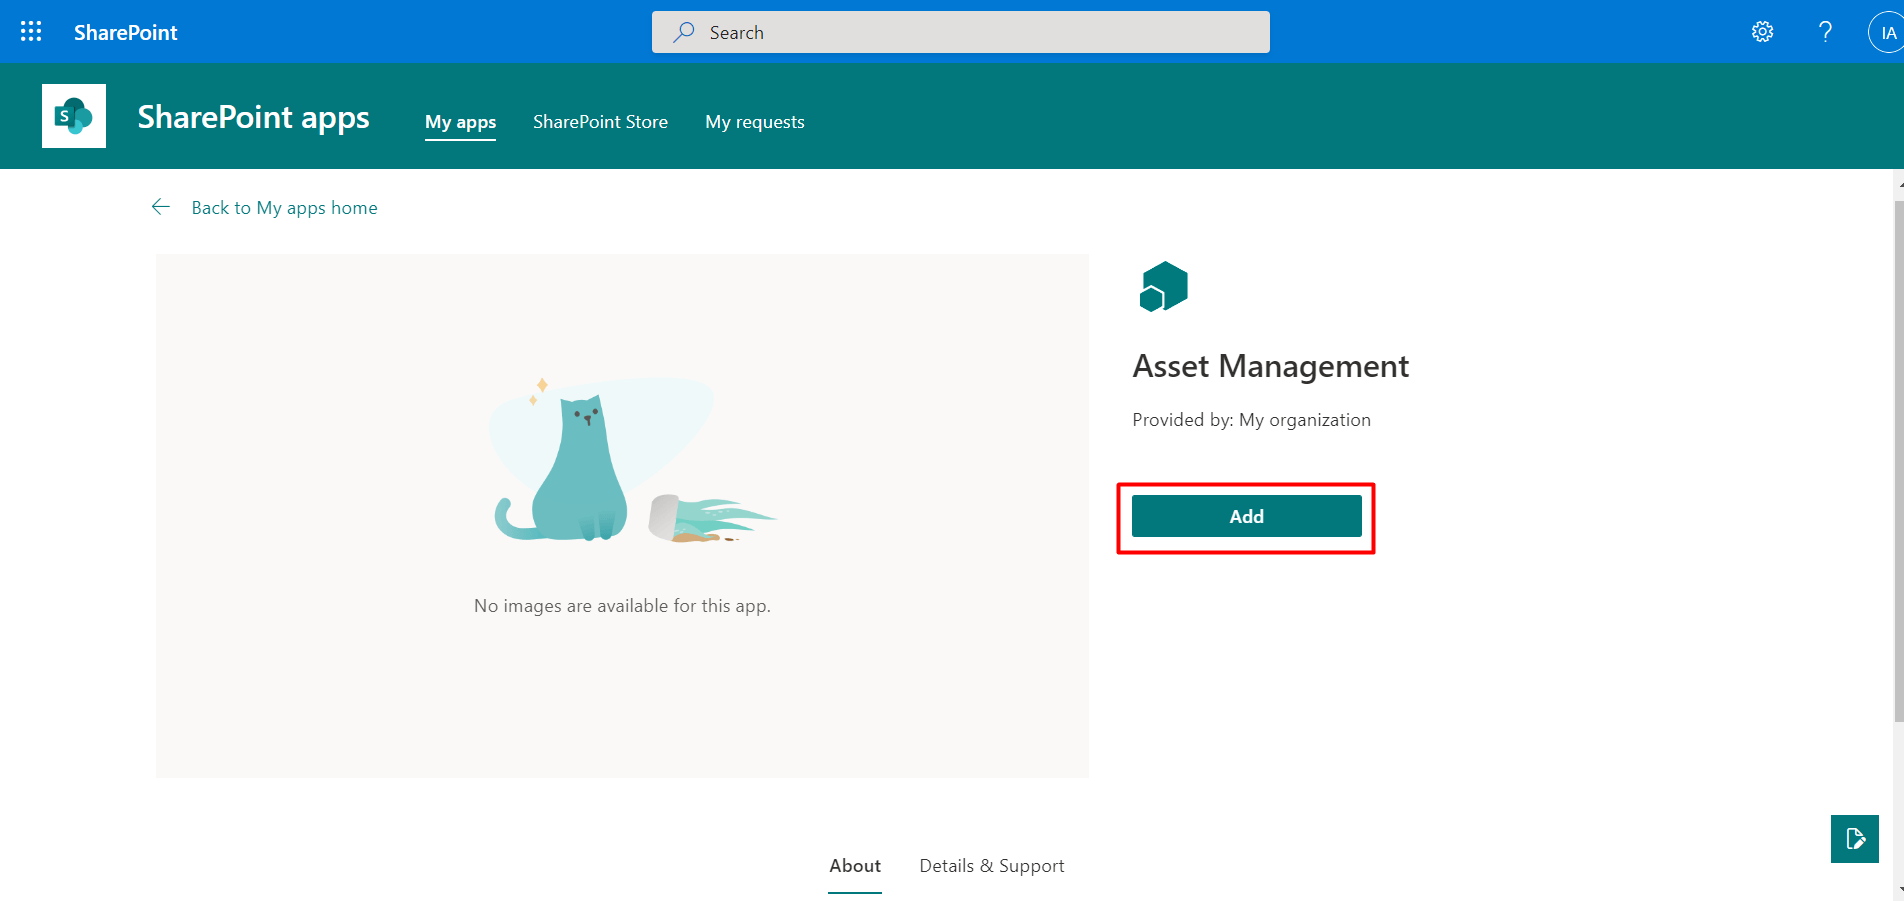 SharePoint
Search
?
IA
S
SharePoint apps
My apps
SharePoint Store
My requests
Back to My apps home
Asset Management
Provided by: My organization
Add
No images are available for this app.
About
Details & Support